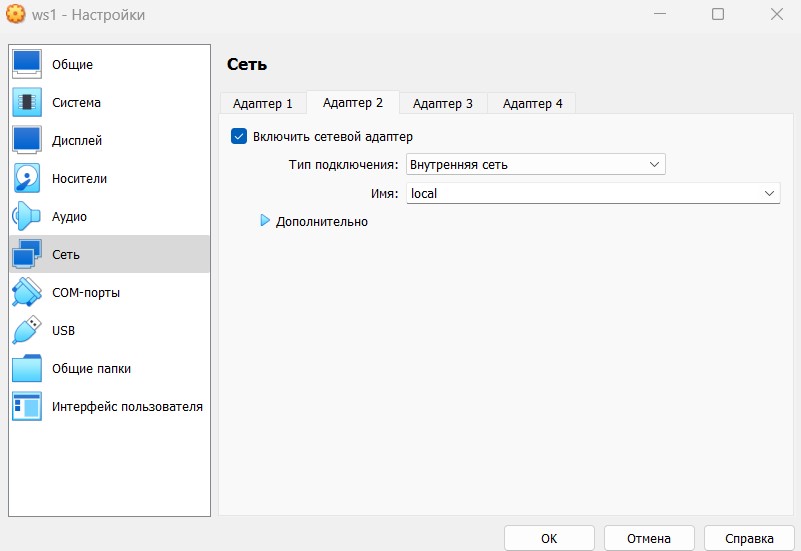 ws1 - Настройки
Общие
Система
Дисплей
Носители
Аудио
Сеть
COM-порты
USB
Общие папки
Интерфейс пользователя
Сеть
Адаптер 1 Адаптер 2 Адаптер 3 Адаптер 4
Включить сетевой адаптер
Тип подключения: Внутренняя сеть
Имя: local
Дополнительно
ОК Отмена Справка